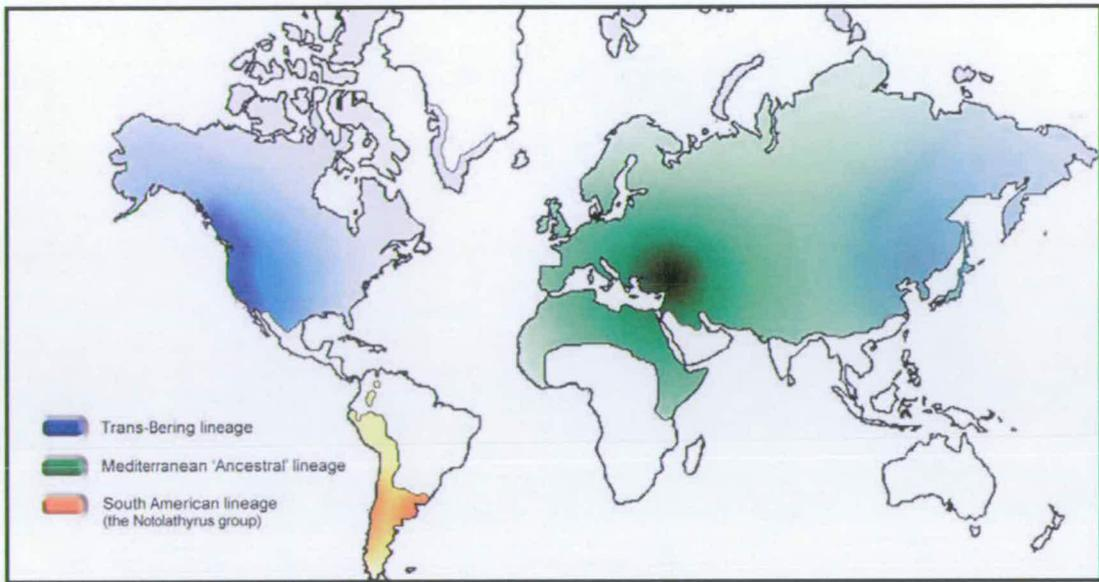 Trans-Bering lineage
Mediterranean 'Ancestral' lineage
South American lineage
(the Notolathyrus group)